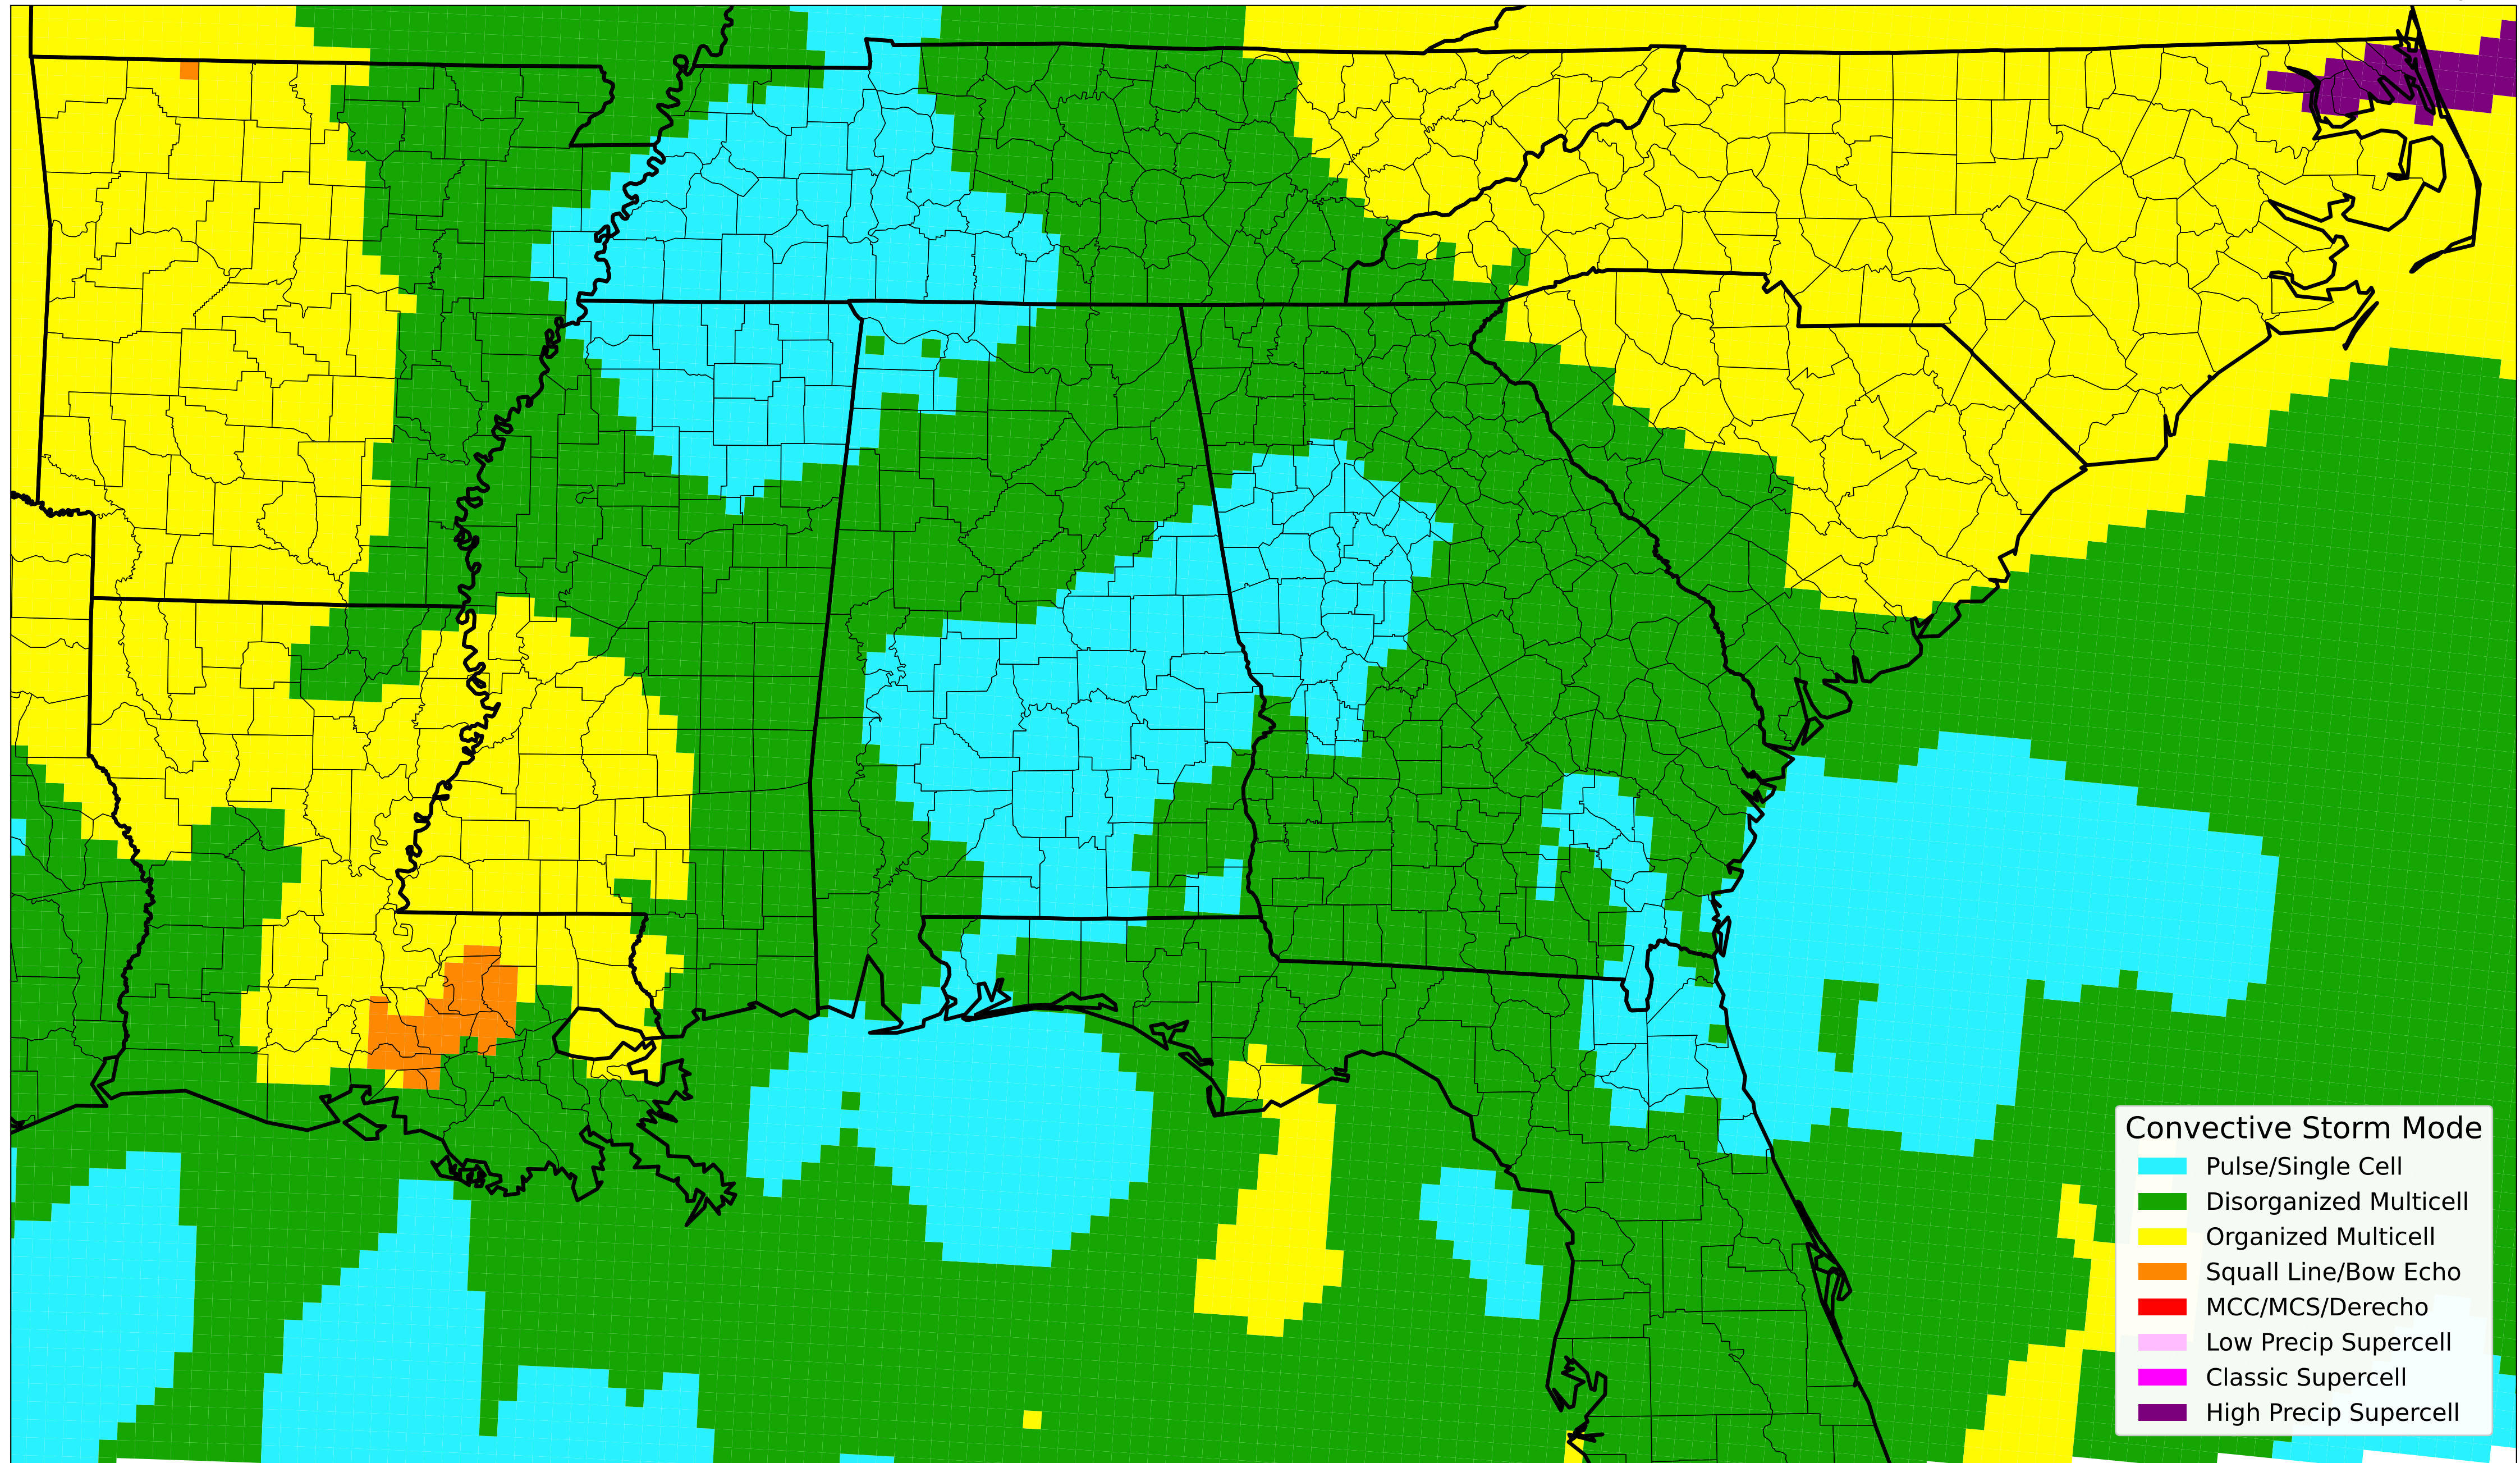 Convective Storm Mode
Pulse/Single Cell
Disorganized Multicell
Organized Multicell
Squall Line/Bow Echo
MCC/MCS/Derecho
Low Precip Supercell
Classic Supercell
High Precip Supercell